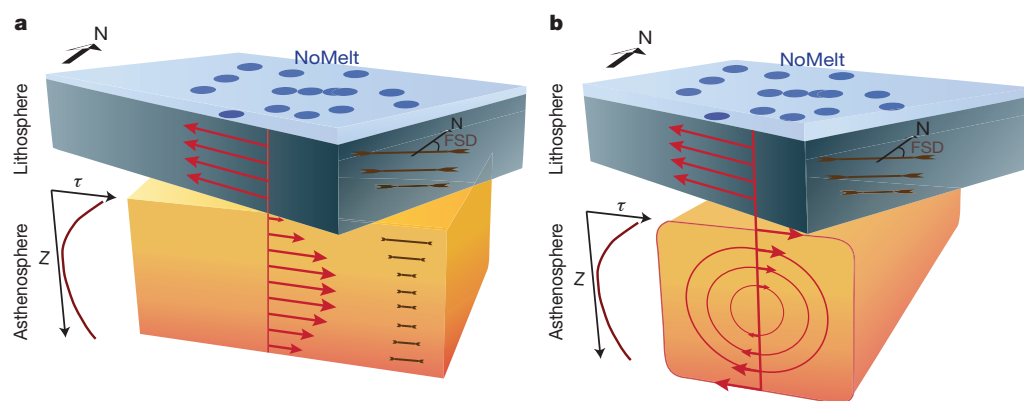 a
N
NoMelt
Lithosphere
N
FSD
τ
Z
Asthenosphere
b
N
NoMelt
Lithosphere
N
FSD
τ
Z
Asthenosphere